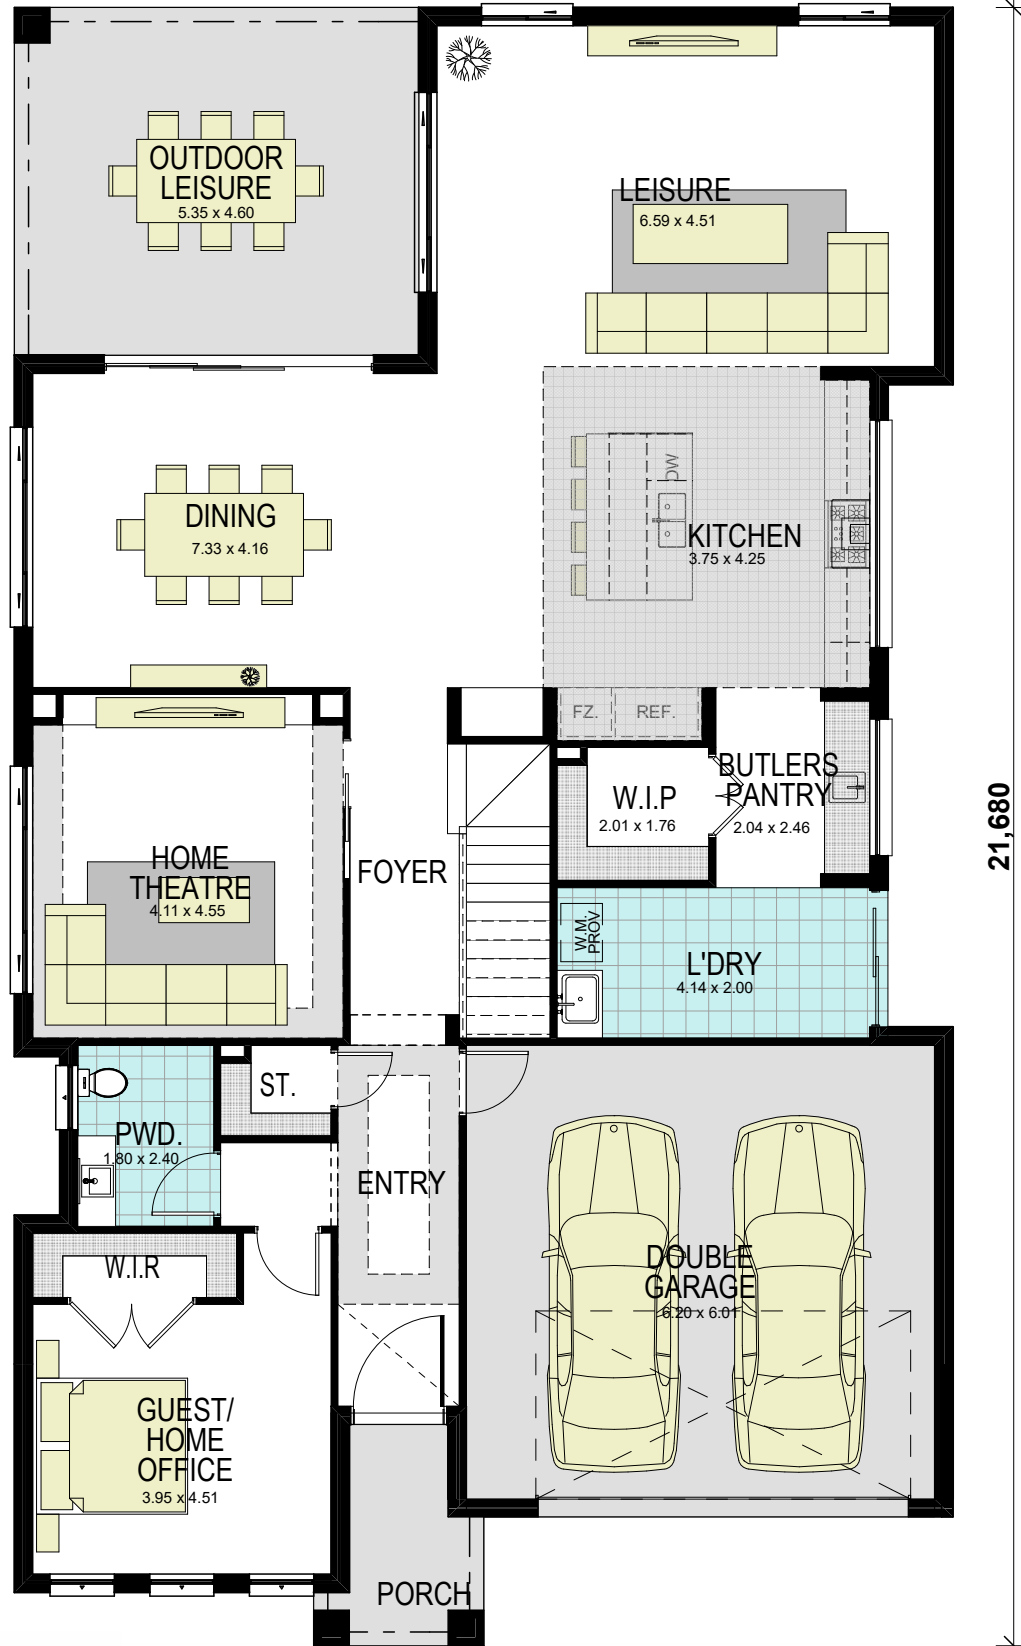 OUTDOOR
LEISURE
5.35 x 4.60
LEISURE
6.59 x 4.51
DW
DINING
7.33 x 4.16
KITCHEN
3.75 x 4.25
FZ.
REF.
BUTLERS
PANTRY
2.04 x 2.46
W.I.P
2.01 x 1.76
21,680
HOME
THEATRE
4.11 x 4.55
FOYER
W.M.
PROV
L'DRY
4.14 x 2.00
ST.
PWD.
1.80 x 2.40
ENTRY
W.I.R
DOUBLE
GARAGE
6.20 x 6.01
GUEST/
HOME
OFFICE
3.95 x 4.51
PORCH